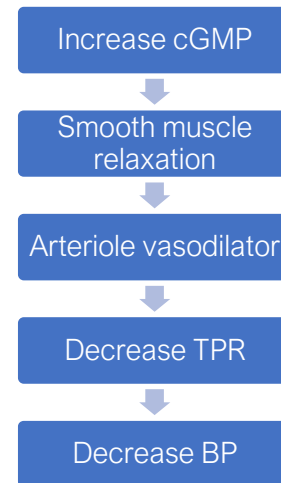 Increase cGMP
Smooth muscle
relaxation
Arteriole vasodilator
Decrease TPR
Decrease BP